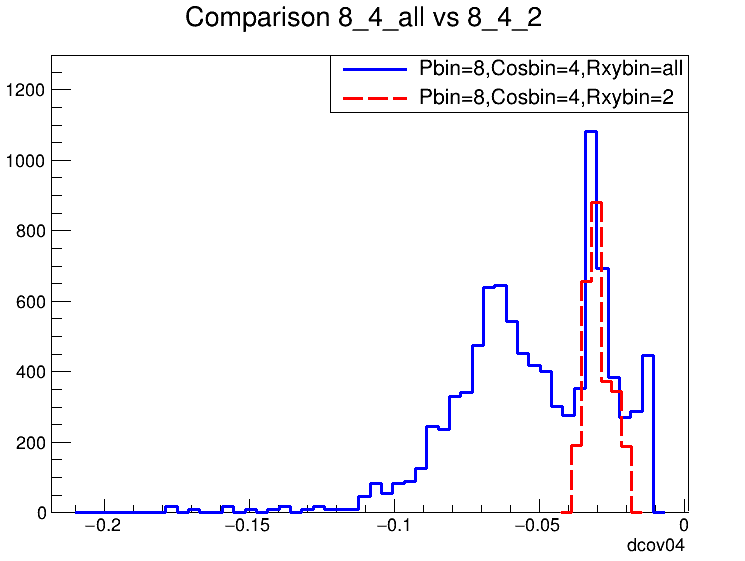 Comparison 8_4_all vs 8_4_2
Pbin=8,Cosbin=4,Rxybin=all
Pbin=8,Cosbin=4,Rxybin=2
1200
1000
800
600
400
200
0
−0.2 −0.15 −0.1 −0.05 0
dcov04